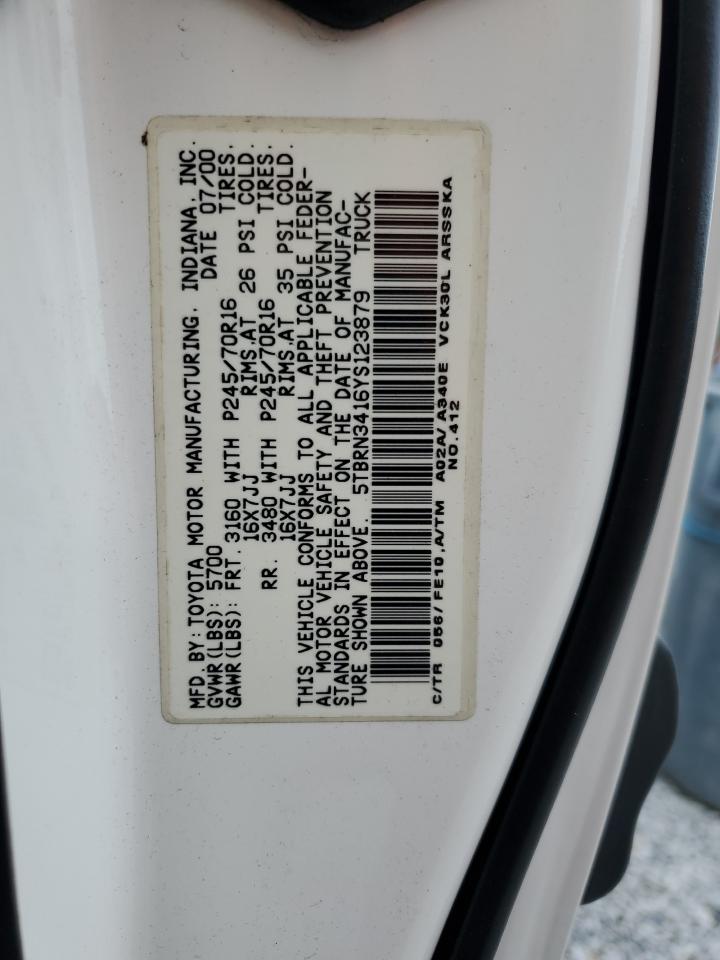 MFD. BY: TOYOTA MOTOR MANUFACTURING, INDIANA, INC.
GVWR(LBS): 5700 DATE 07/00
GAWR(LBS): FRT. 3160 WITH P245/70R16 TIRES,
16X7JJ RIMS,AT 26 PSI COLD.
RR. 3480 WITH P245/70R16 TIRES,
16X7JJ RIMS,AT 35 PSI COLD.
THIS VEHICLE CONFORMS TO ALL APPLICABLE FEDER-
AL MOTOR VEHICLE SAFETY AND THEFT PREVENTION
STANDARDS IN EFFECT ON THE DATE OF MANUFAC-
TURE SHOWN ABOVE. 5TBRN3416YS123879 TRUCK
C/TR 056/ FE10 ,A/TM A02A/ A340E VCK30L ARSSKA
NO.412